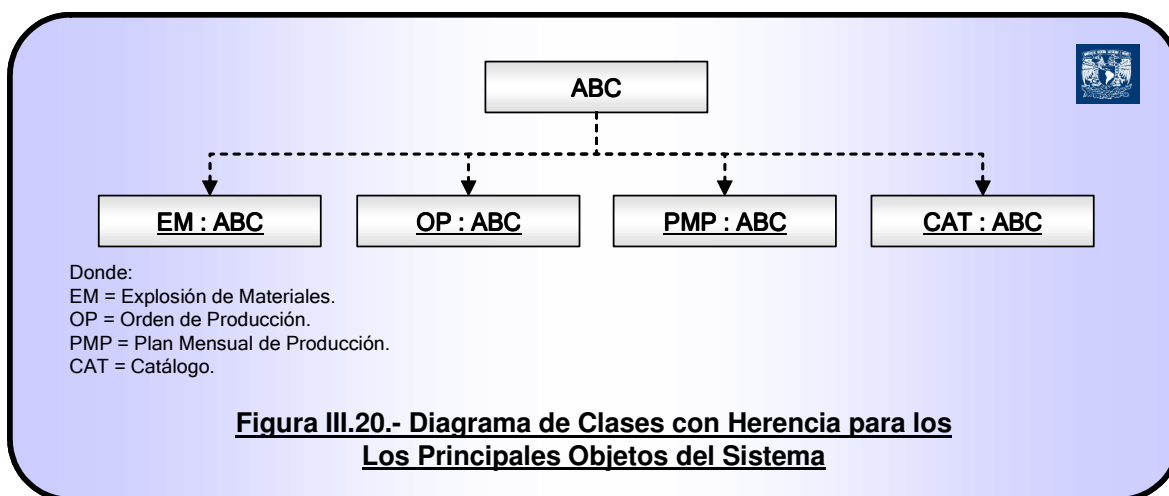 ABC
EM : ABC
OP : ABC
PMP : ABC
CAT : ABC
Donde:
EM = Explosión de Materiales.
OP = Orden de Producción.
PMP = Plan Mensual de Producción.
CAT = Catálogo.
Figura III.20.- Diagrama de Clases con Herencia para los
Los Principales Objetos del Sistema